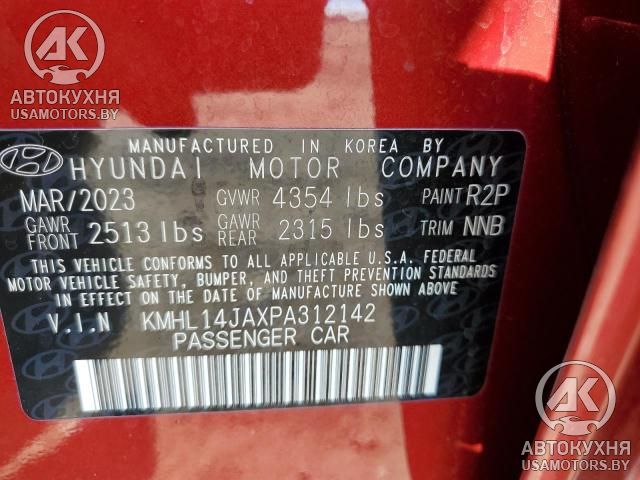 AK
АВТОКУХНЯ
USAMOTORS.BY
MANUFACTURED IN KOREA BY
HYUNDAI MOTOR COMPANY
MAR/2023 GVWR 4354 lbs PAINT R2P
GAWR FRONT 2513 lbs GAWR REAR 2315 lbs TRIM NNB
THIS VEHICLE CONFORMS TO ALL APPLICABLE U.S.A. FEDERAL
MOTOR VEHICLE SAFETY, BUMPER, AND THEFT PREVENTION STANDARDS
IN EFFECT ON THE DATE OF MANUFACTURE SHOWN ABOVE.
V.I.N KMHL14JAXPA312142
PASSENGER CAR
AK
АВТОКУХНЯ
USAMOTORS.BY